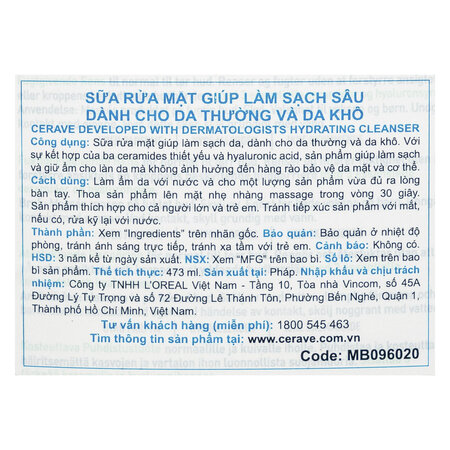 SỮA RỬA MẶT GIÚP LÀM SẠCH SÂU
DÀNH CHO DA THƯỜNG VÀ DA KHÔ
CERAVE DEVELOPED WITH DERMATOLOGISTS HYDRATING CLEANSER
Công dụng: Sữa rửa mặt giúp làm sạch, dành cho da thường và da khô. Với
sự kết hợp của ba ceramides thiết yếu và hyaluronic acid, sản phẩm giúp làm sạch
và giữ ẩm cho làn da mà không ảnh hưởng đến hàng rào bảo vệ da mặt và cơ thể.
Cách dùng: Làm ẩm da với nước và cho một lượng sản phẩm vừa đủ ra lòng
bàn tay. Thoa sản phẩm lên mặt nhẹ nhàng massage trong vòng 30 giây.
Sản phẩm thích hợp cho cả người lớn và trẻ em. Tránh tiếp xúc sản phẩm với mắt,
nếu có, rửa kỹ lại với nước.
Thành phần: Xem "Ingredients" trên nhãn gốc. Bảo quản: Bảo quản ở nhiệt độ
phòng, tránh ánh sáng trực tiếp, tránh xa tầm với trẻ em. Cảnh báo: Không có.
HSD: 3 năm kể từ ngày sản xuất. NSX: Xem "MFG" trên bao bì. Số lô: Xem trên bao
bì sản phẩm. Thể tích thực: 473 ml. Sản xuất tại: Pháp. Nhập khẩu và chịu trách
nhiệm: Công ty TNHH L'OREAL Việt Nam - Tầng 10, Tòa nhà Vincom, số 45A
Đường Lý Tự Trọng và số 72 Đường Lê Thánh Tôn, Phường Bến Nghé, Quận 1,
Thành phố Hồ Chí Minh, Việt Nam.
Tư vấn khách hàng (miễn phí): 1800 545 463
Tìm thông tin sản phẩm tại: www.cerave.com.vn
Code: MB096020